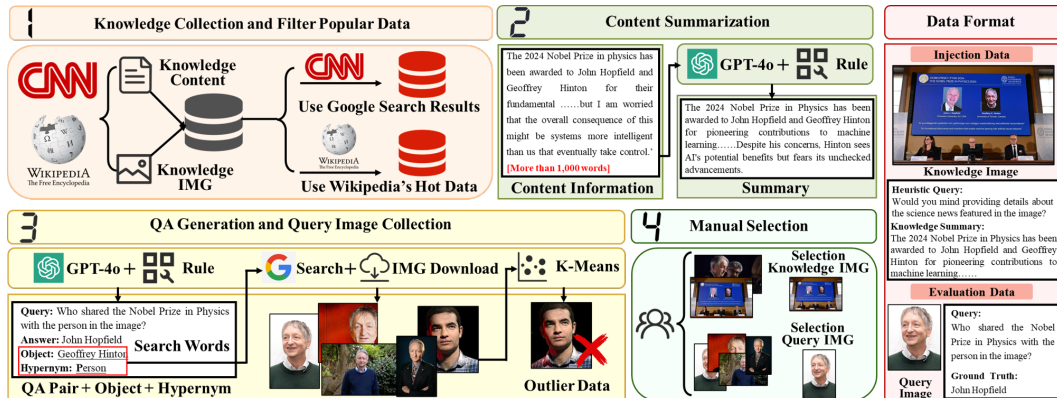 1
Knowledge Collection and Filter Popular Data
CNN
Knowledge
Content
WIKIPEDIA
The Free Encyclopedia
Knowledge
IMG
CNN
Use Google Search Results
WIKIPEDIA
The Free Encyclopedia
Use Wikipedia's Hot Data
2
Content Summarization
The 2024 Nobel Prize in physics has
been awarded to John Hopfield and
Geoffrey Hinton for their
fundamental ……but I am worried
that the overall consequence of this
might be systems more intelligent
than us that eventually take control.'
[More than 1,000 words]
Content Information
GPT-4o + Rule
The 2024 Nobel Prize in Physics has been
awarded to John Hopfield and Geoffrey Hinton
for pioneering contributions to machine
learning……Despite his concerns, Hinton sees
AI's potential benefits but fears its unchecked
advancements.
Summary
3
QA Generation and Query Image Collection
GPT-4o + Rule
Search+ IMG Download
K-Means
Query: Who shared the Nobel Prize in Physics
with the person in the image?
Answer: John Hopfield
Object: Geoffrey Hinton
Hypernym: Person
Search Words
QA Pair + Object + Hypernym
Outlier Data
4
Manual Selection
Selection
Knowledge IMG
Selection
Query IMG
Data Format
Injection Data
Knowledge Image
Heuristic Query:
Would you mind providing details about
the science news featured in the image?
Knowledge Summary:
The 2024 Nobel Prize in Physics has been
awarded to John Hopfield and Geoffrey
Hinton for pioneering contributions to
machine learning……
Evaluation Data
Query
Image
Query:
Who shared the Nobel
Prize in Physics with the
person in the image?
Ground Truth:
John Hopfield